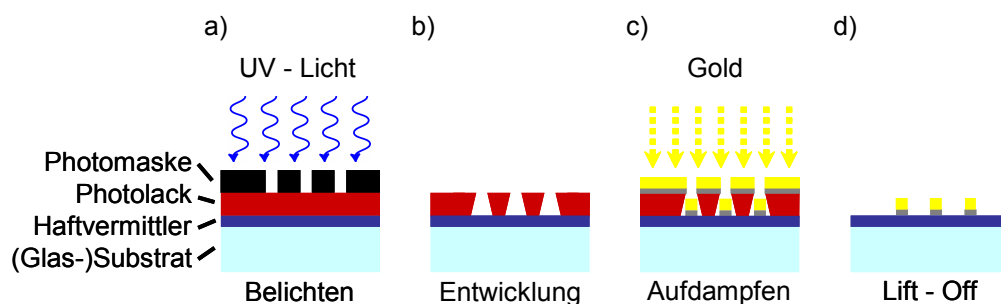 a)
b)
c)
d)
UV - Licht
Gold
Photomaske
Photolack
Haftvermittler
(Glas-)Substrat
Belichten
Entwicklung
Aufdampfen
Lift - Off